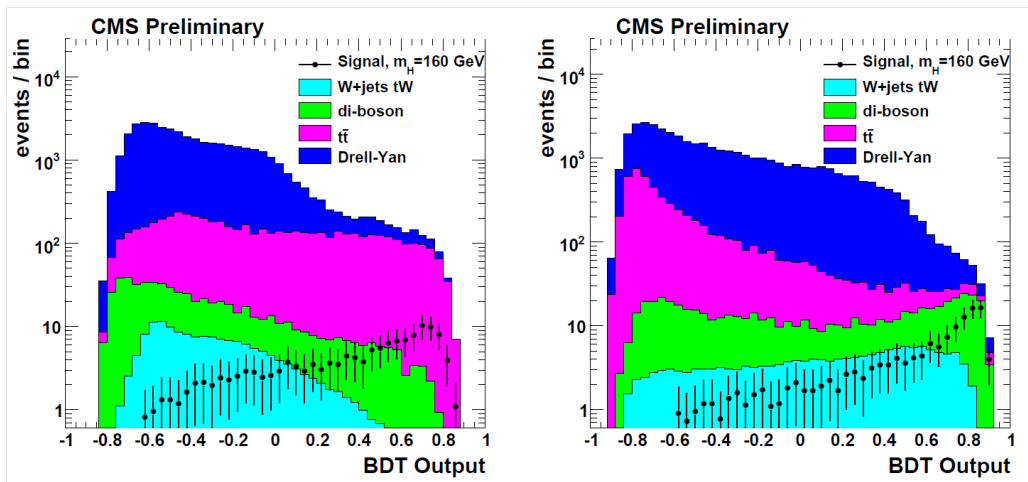 CMS Preliminary
events / bin
10⁴
10³
10²
10
1
Signal, m_H=160 GeV
W+jets tW
di-boson
tt̄
Drell-Yan
-1 -0.8 -0.6 -0.4 -0.2 0 0.2 0.4 0.6 0.8 1
BDT Output
CMS Preliminary
events / bin
10⁴
10³
10²
10
1
Signal, m_H=160 GeV
W+jets tW
di-boson
tt̄
Drell-Yan
-1 -0.8 -0.6 -0.4 -0.2 0 0.2 0.4 0.6 0.8 1
BDT Output